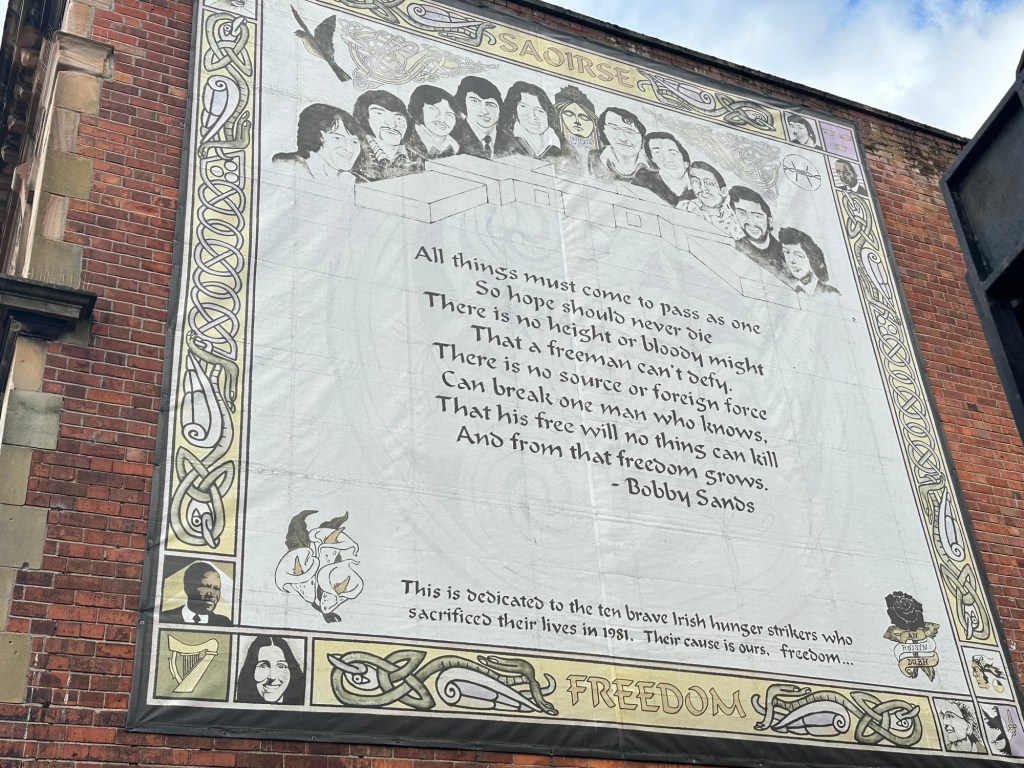 SAOIRSE
All things must come to pass as one
So hope should never die
There is no height or bloody might
That a freeman can't defy.
There is no source or foreign force
Can break one man who knows,
That his free will no thing can kill
And from that freedom grows.
- Bobby Sands
This is dedicated to the ten brave Irish hunger strikers who
sacrificed their lives in 1981. Their cause is ours. freedom...
AN
RÓISÍN
DUBH
FREEDOM